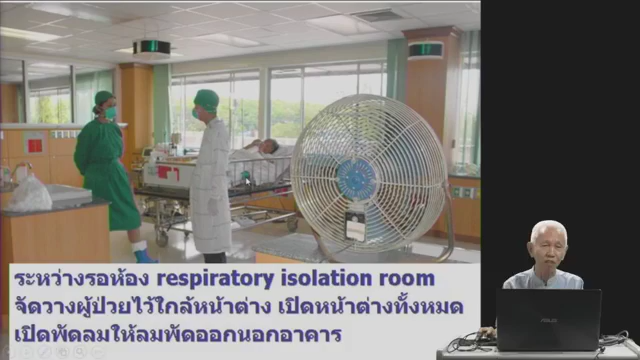 ระหว่างรอห้อง respiratory isolation room
จัดวางผู้ป่วยไว้ใกล้หน้าต่าง เปิดหน้าต่างทั้งหมด
เปิดพัดลมให้ลมพัดออกนอกอาคาร
ASUS